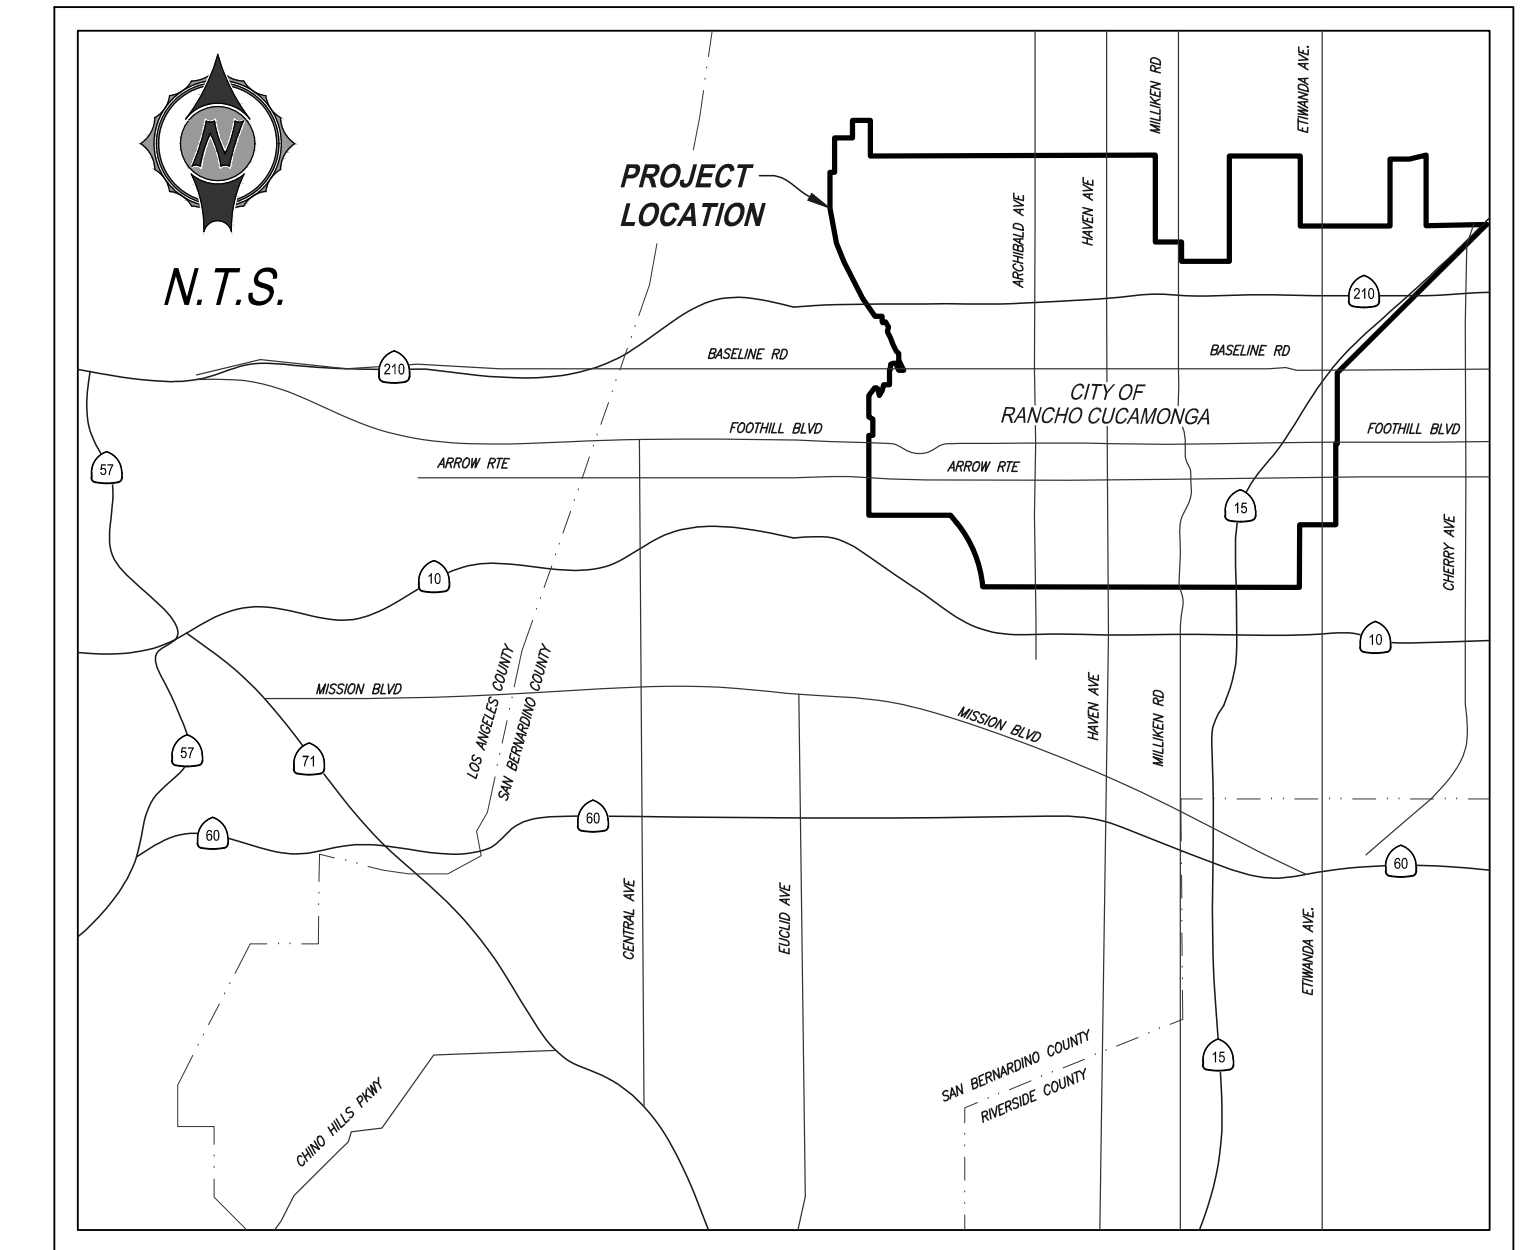 MILLIKEN RD
ETIWANDA AVE.
N
PROJECT
LOCATION
ARCHIBALD AVE
HAVEN AVE
N.T.S.
210
BASELINE RD
BASELINE RD
210
CITY OF
RANCHO CUCAMONGA
FOOTHILL BLVD
FOOTHILL BLVD
57
ARROW RTE
ARROW RTE
15
CHERRY AVE
10
10
LOS ANGELES COUNTY
SAN BERNARDINO COUNTY
MISSION BLVD
MISSION BLVD
HAVEN AVE
MILLIKEN RD
57
71
60
60
60
CENTRAL AVE
EUCLID AVE
ETIWANDA AVE.
SAN BERNARDINO COUNTY
RIVERSIDE COUNTY
15
CHINO HILLS PKWY